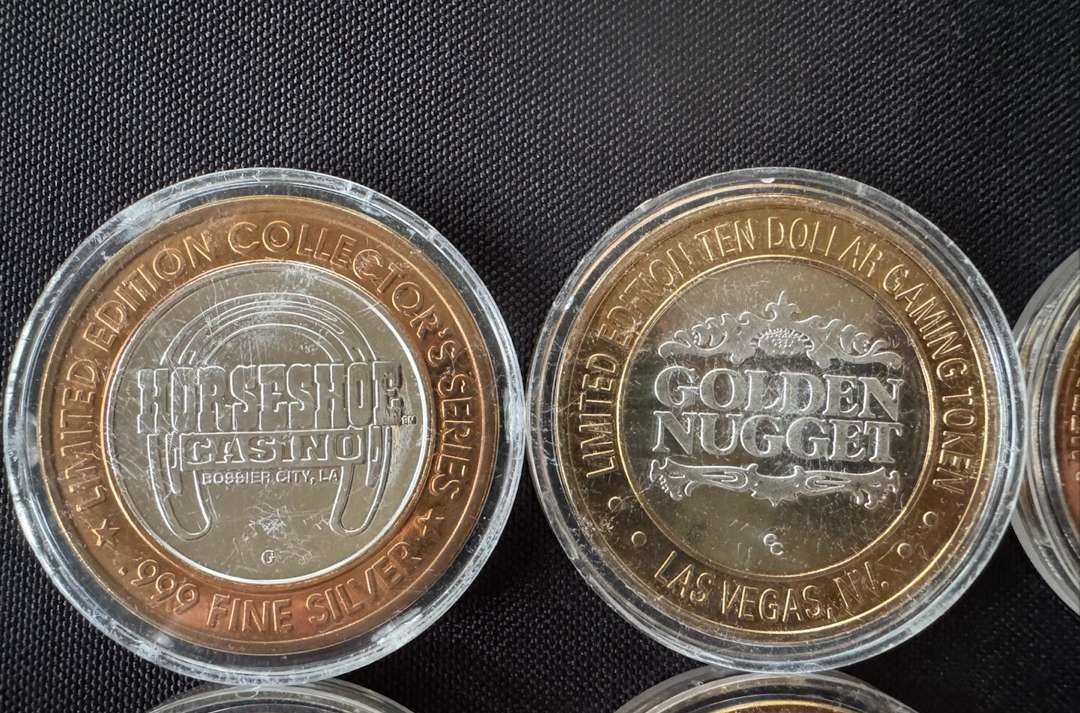 LIMITED EDITION COLLECTOR'S SERIES
HORSESHOE
CASINO
BOSSIER CITY, LA
G
.999 FINE SILVER
LIMITED EDITION TEN DOLLAR GAMING TOKEN
GOLDEN
NUGGET
LAS VEGAS, NV.